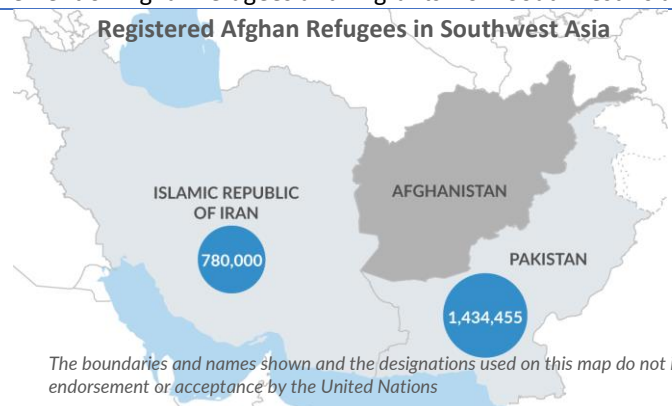 Registered Afghan Refugees in Southwest Asia
ISLAMIC REPUBLIC
OF IRAN
780,000
AFGHANISTAN
PAKISTAN
1,434,455
The boundaries and names shown and the designations used on this map do not
endorsement or acceptance by the United Nations